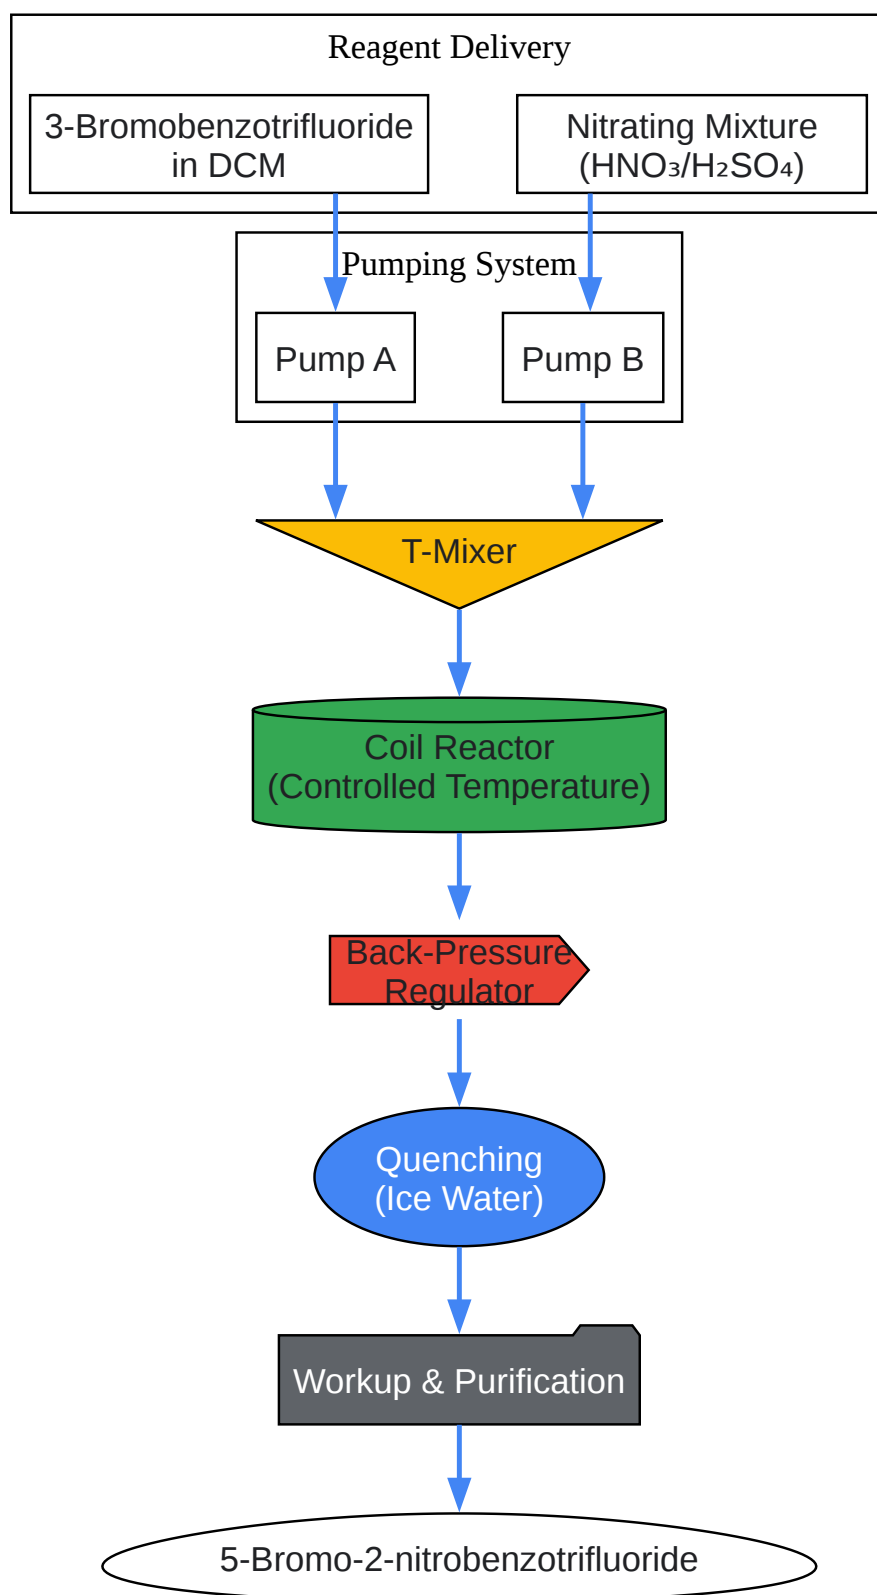 Reagent Delivery
3-Bromobenzotrifluoride
in DCM
Nitrating Mixture
(HNO₃/H₂SO₄)
Pumping System
Pump A
Pump B
T-Mixer
Coil Reactor
(Controlled Temperature)
Back-Pressure
Regulator
Quenching
(Ice Water)
Workup & Purification
5-Bromo-2-nitrobenzotrifluoride